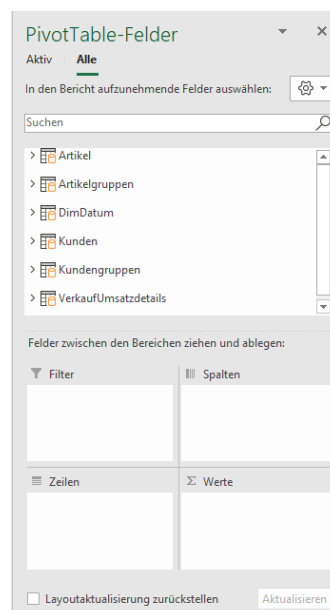 PivotTable-Felder
Aktiv Alle
In den Bericht aufzunehmende Felder auswählen:
Suchen
Artikel
Artikelgruppen
DimDatum
Kunden
Kundengruppen
VerkaufUmsatzdetails
Felder zwischen den Bereichen ziehen und ablegen:
Filter
Spalten
Zeilen
Σ Werte
Layoutaktualisierung zurückstellen
Aktualisieren